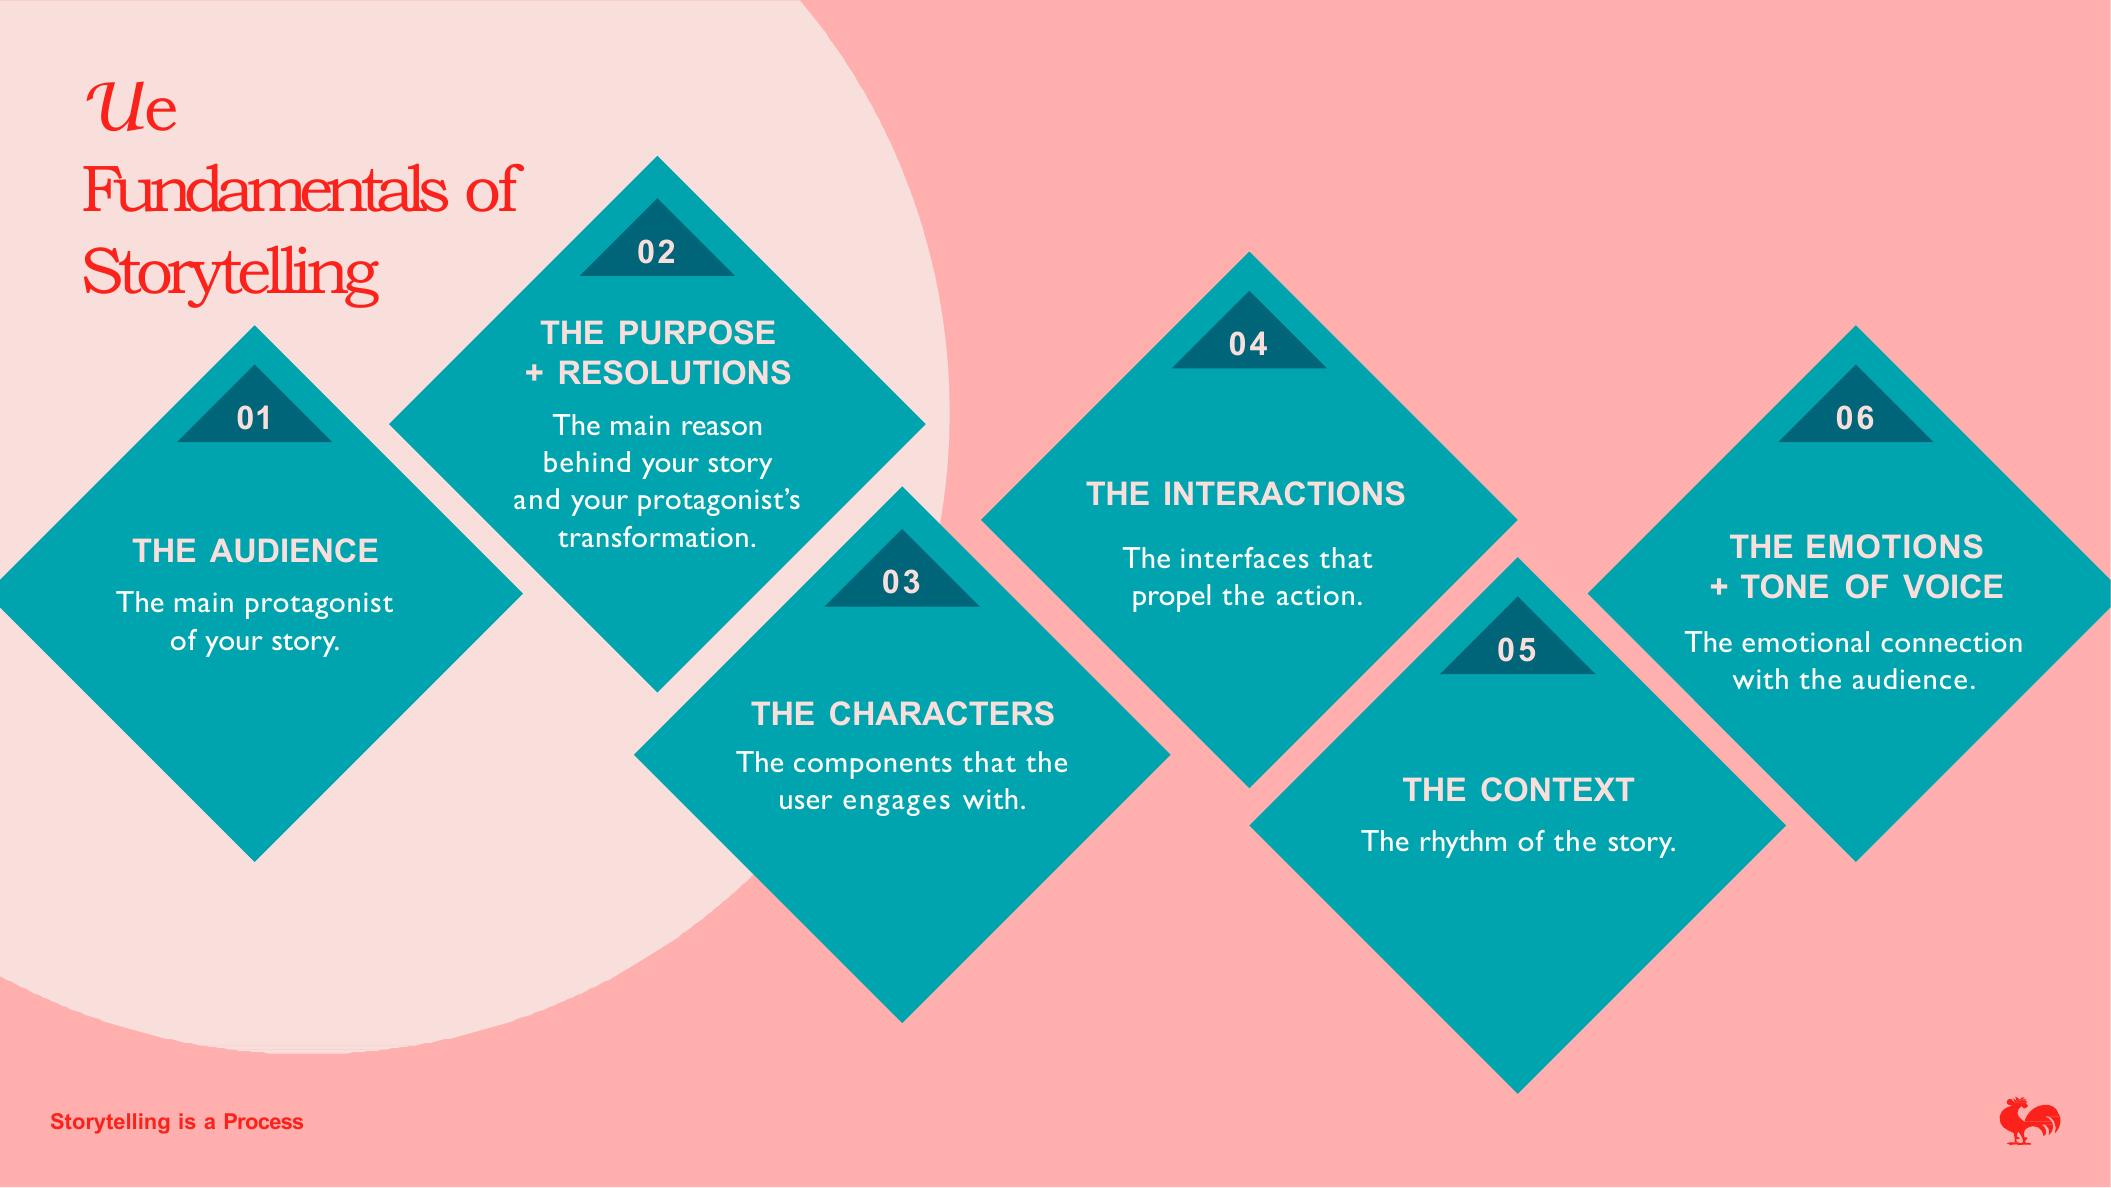 Ue
Fundamentals of
Storytelling
01
THE AUDIENCE
The main protagonist
of your story.
02
THE PURPOSE
+ RESOLUTIONS
The main reason
behind your story
and your protagonist’s
transformation.
03
THE CHARACTERS
The components that the
user engages with.
04
THE INTERACTIONS
The interfaces that
propel the action.
05
THE CONTEXT
The rhythm of the story.
06
THE EMOTIONS
+ TONE OF VOICE
The emotional connection
with the audience.
Storytelling is a Process